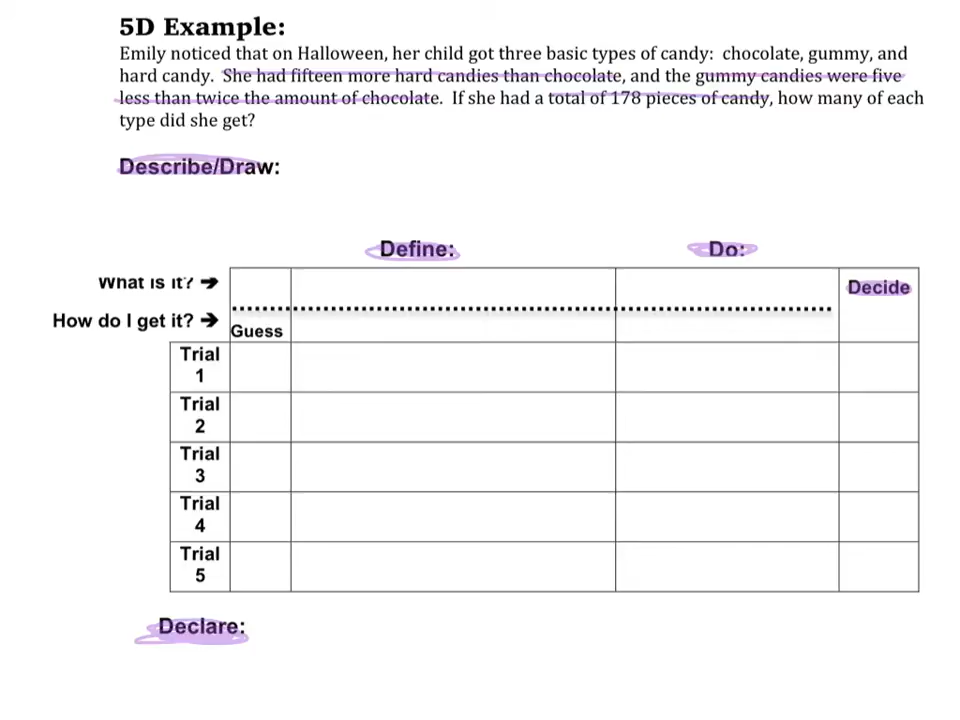 5D Example:
Emily noticed that on Halloween, her child got three basic types of candy: chocolate, gummy, and
hard candy. She had fifteen more hard candies than chocolate, and the gummy candies were five
less than twice the amount of chocolate. If she had a total of 178 pieces of candy, how many of each
type did she get?
Describe/Draw:
Define: Do:
What is it? ➔
Decide
How do I get it? ➔
Guess
Trial
1
Trial
2
Trial
3
Trial
4
Trial
5
Declare: